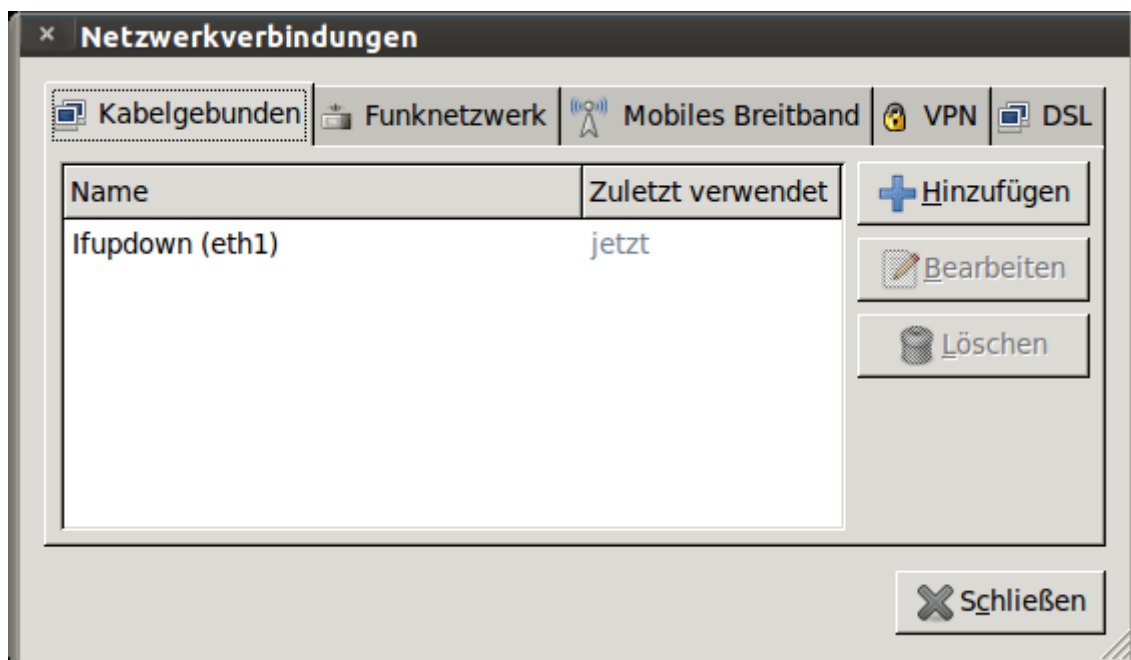 Netzwerkverbindungen
Kabelgebunden Funknetzwerk Mobiles Breitband VPN DSL
Name Zuletzt verwendet Hinzufügen
Ifupdown (eth1) jetzt
Bearbeiten
Löschen
Schließen